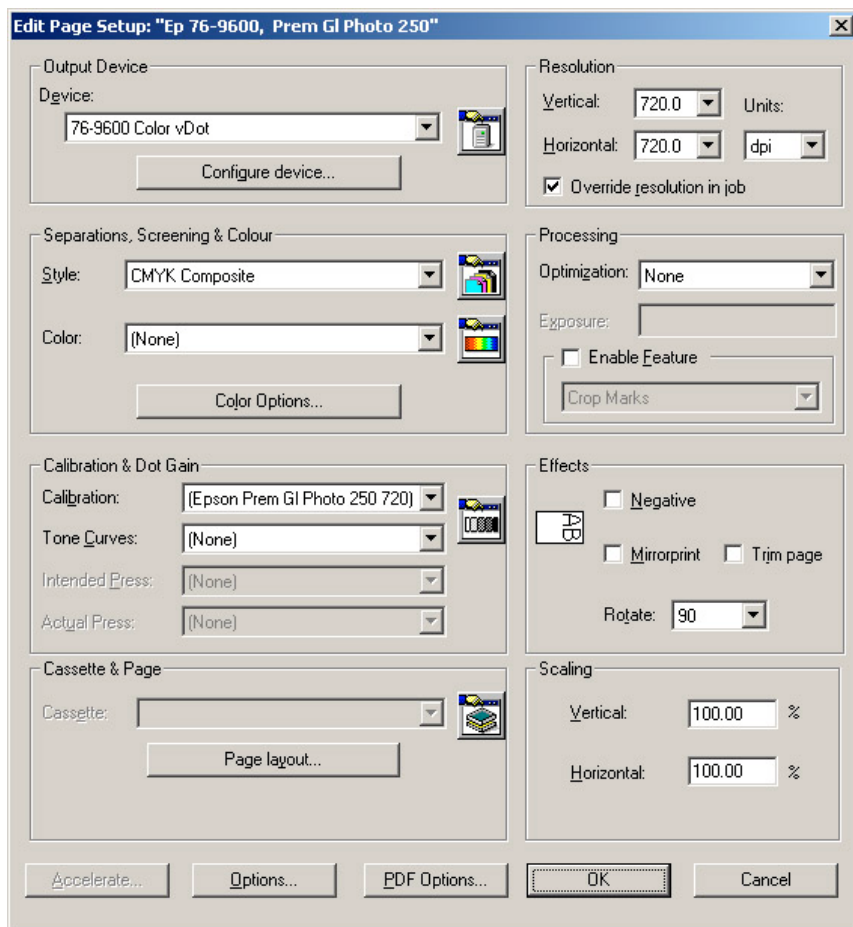 Edit Page Setup: "Ep 76-9600, Prem Gl Photo 250"
Output Device
Device:
76-9600 Color vDot
Configure device...
Resolution
Vertical: 720.0 Units:
Horizontal: 720.0 dpi
Override resolution in job
Separations, Screening & Colour
Style: CMYK Composite
Color: (None)
Color Options...
Processing
Optimization: None
Exposure:
Enable Feature
Crop Marks
Calibration & Dot Gain
Calibration: (Epson Prem Gl Photo 250 720)
Tone Curves: (None)
Intended Press: (None)
Actual Press: (None)
Effects
AB
Negative
Mirrorprint Trim page
Rotate: 90
Cassette & Page
Cassette:
Page layout...
Scaling
Vertical: 100.00 %
Horizontal: 100.00 %
Accelerate... Options... PDF Options... OK Cancel